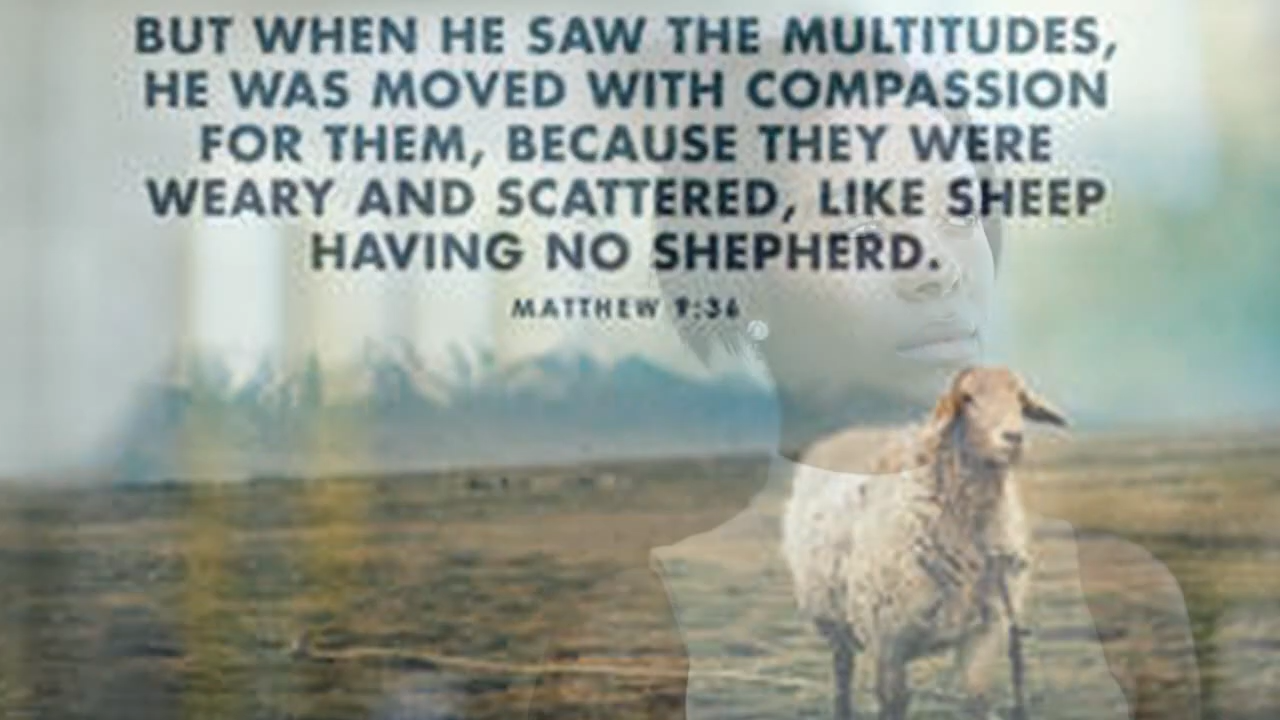 BUT WHEN HE SAW THE MULTITUDES,
HE WAS MOVED WITH COMPASSION
FOR THEM, BECAUSE THEY WERE
WEARY AND SCATTERED, LIKE SHEEP
HAVING NO SHEPHERD.
MATTHEW 9:36